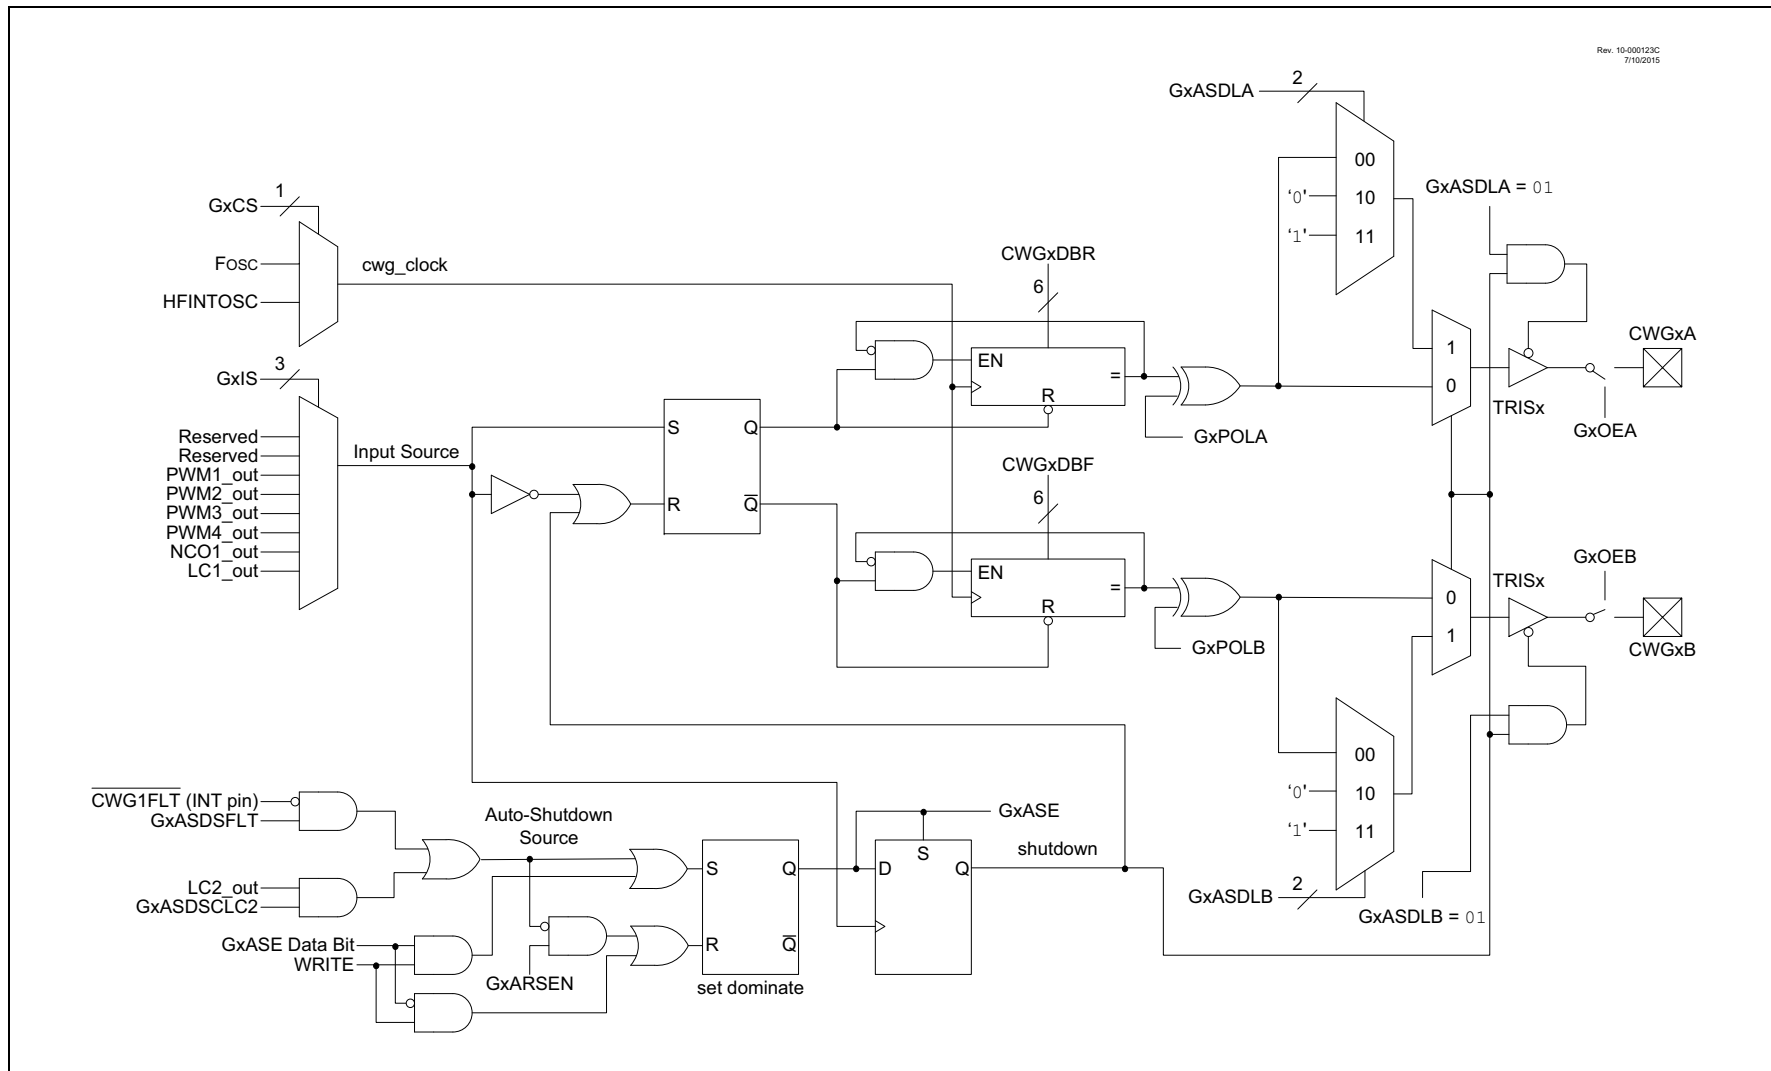 Rev. 10-000123C
7/10/2015
GxASDLA
2
00
'0'
10
'1'
11
GxASDLA = 01
GxCS
1
FOSC
HFINTOSC
cwg_clock
CWGxDBR
6
EN
=
R
GxPOLA
1
0
TRISx
CWGxA
GxOEA
GxIS
3
Reserved
Reserved
PWM1_out
PWM2_out
PWM3_out
PWM4_out
NCO1_out
LC1_out
Input Source
S
Q
R
Q
CWGxDBF
6
EN
=
R
GxPOLB
0
1
TRISx
GxOEB
CWGxB
00
'0'
10
'1'
11
GxASDLB
2
GxASDLB = 01
CWG1FLT (INT pin)
GxASDSFLT
LC2_out
GxASDSCLC2
GxASE Data Bit
WRITE
Auto-Shutdown
Source
GxARSEN
S
Q
R
Q
set dominate
GxASE
S
D
Q
shutdown